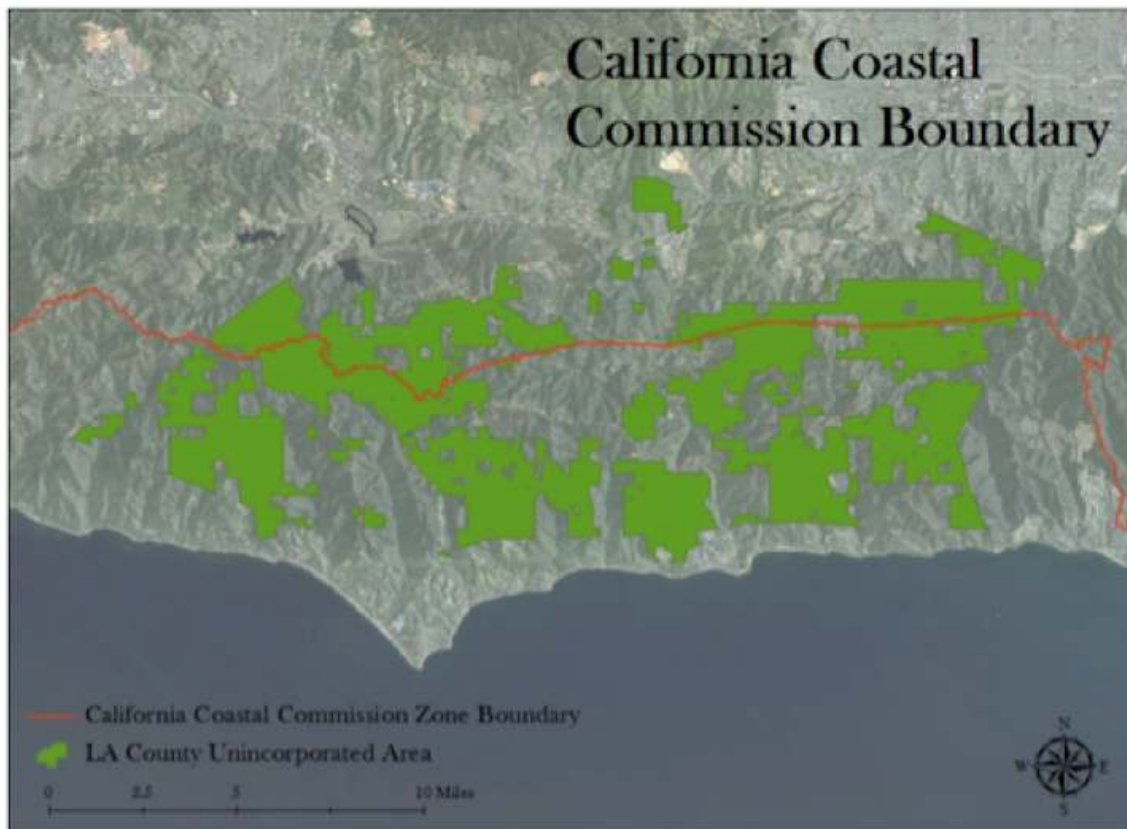 California Coastal
Commission Boundary
California Coastal Commission Zone Boundary
LA County Unincorporated Area
0 2.5 5 10 Miles
N
W E
S